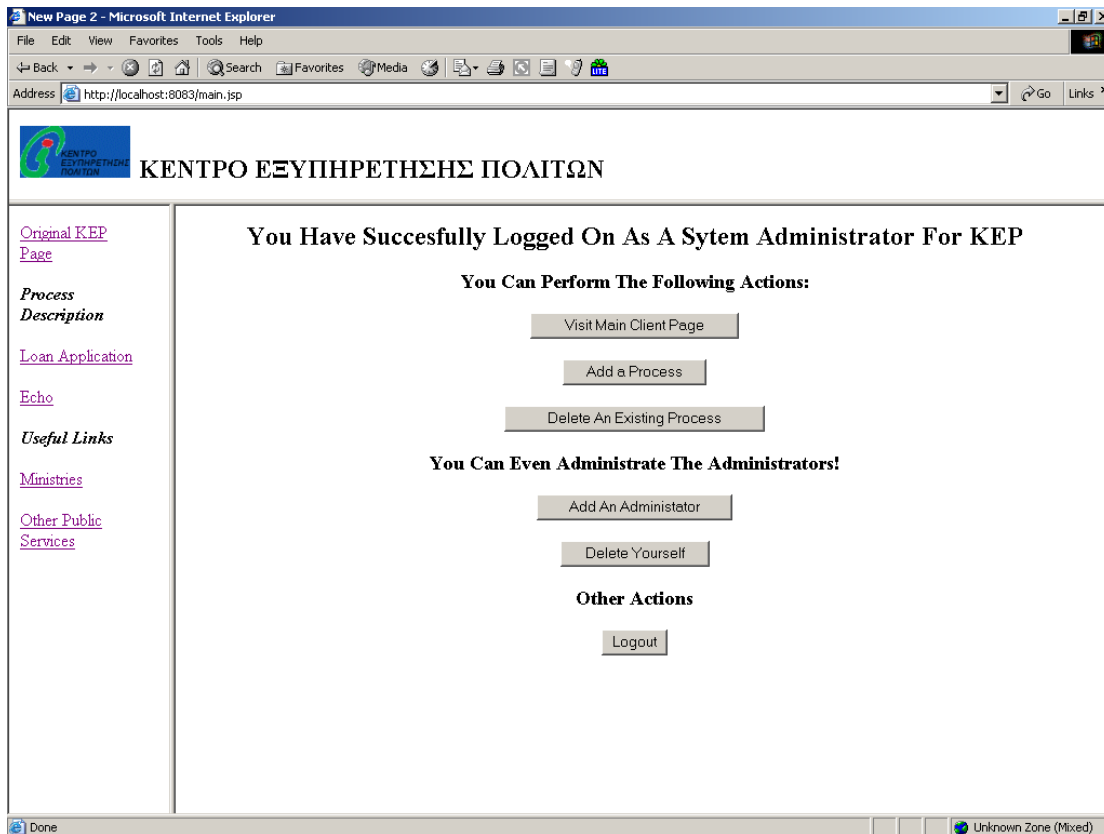 New Page 2 - Microsoft Internet Explorer
File Edit View Favorites Tools Help
Back Search Favorites Media LITE
Address http://localhost:8083/main.jsp Go Links
ΚΕΝΤΡΟ
ΕΞΥΠΗΡΕΤΗΣΗΣ
ΠΟΛΙΤΩΝ
ΚΕΝΤΡΟ ΕΞΥΠΗΡΕΤΗΣΗΣ ΠΟΛΙΤΩΝ
Original KEP
Page
Process
Description
Loan Application
Echo
Useful Links
Ministries
Other Public
Services
You Have Succesfully Logged On As A Sytem Administrator For KEP
You Can Perform The Following Actions:
Visit Main Client Page
Add a Process
Delete An Existing Process
You Can Even Administrate The Administrators!
Add An Administator
Delete Yourself
Other Actions
Logout
Done Unknown Zone (Mixed)